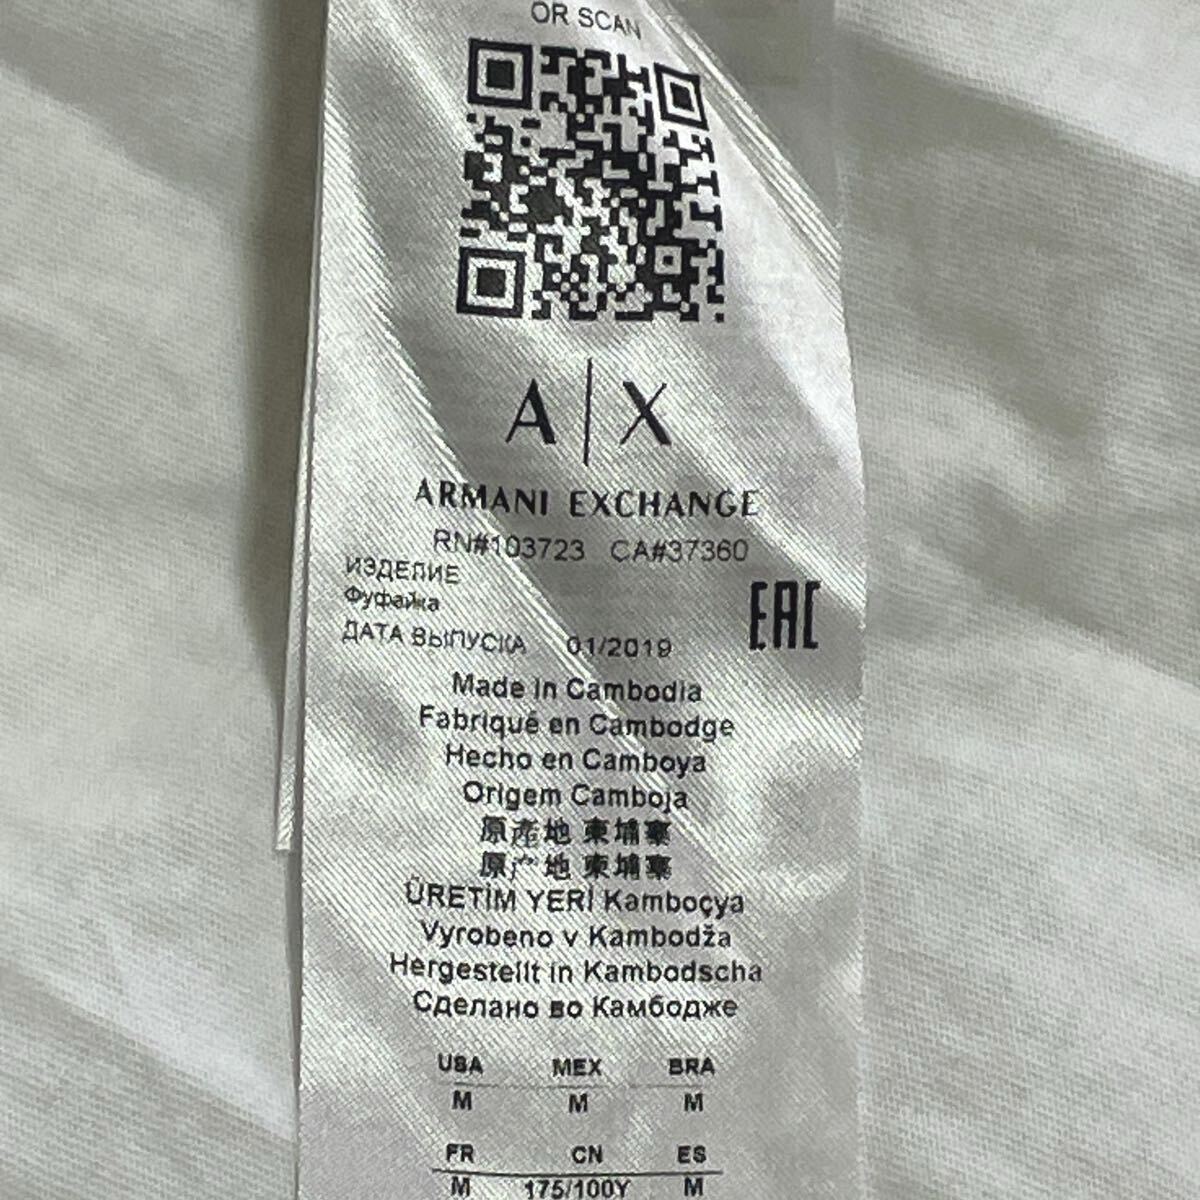 OR SCAN
A|X
ARMANI EXCHANGE
RN#103723 CA#37360
ИЗДЕЛИЕ
Фуфайка
ДАТА ВЫПУСКА 01/2019
EAC
Made in Cambodia
Fabriqué en Cambodge
Hecho en Camboya
Origem Camboja
原產地 柬埔寨
原产地 柬埔寨
ÜRETİM YERİ Kamboçya
Vyrobeno v Kambodža
Hergestellt in Kambodscha
Сделано во Камбодже
USA MEX BRA
M M M
FR CN ES
M 175/100Y M